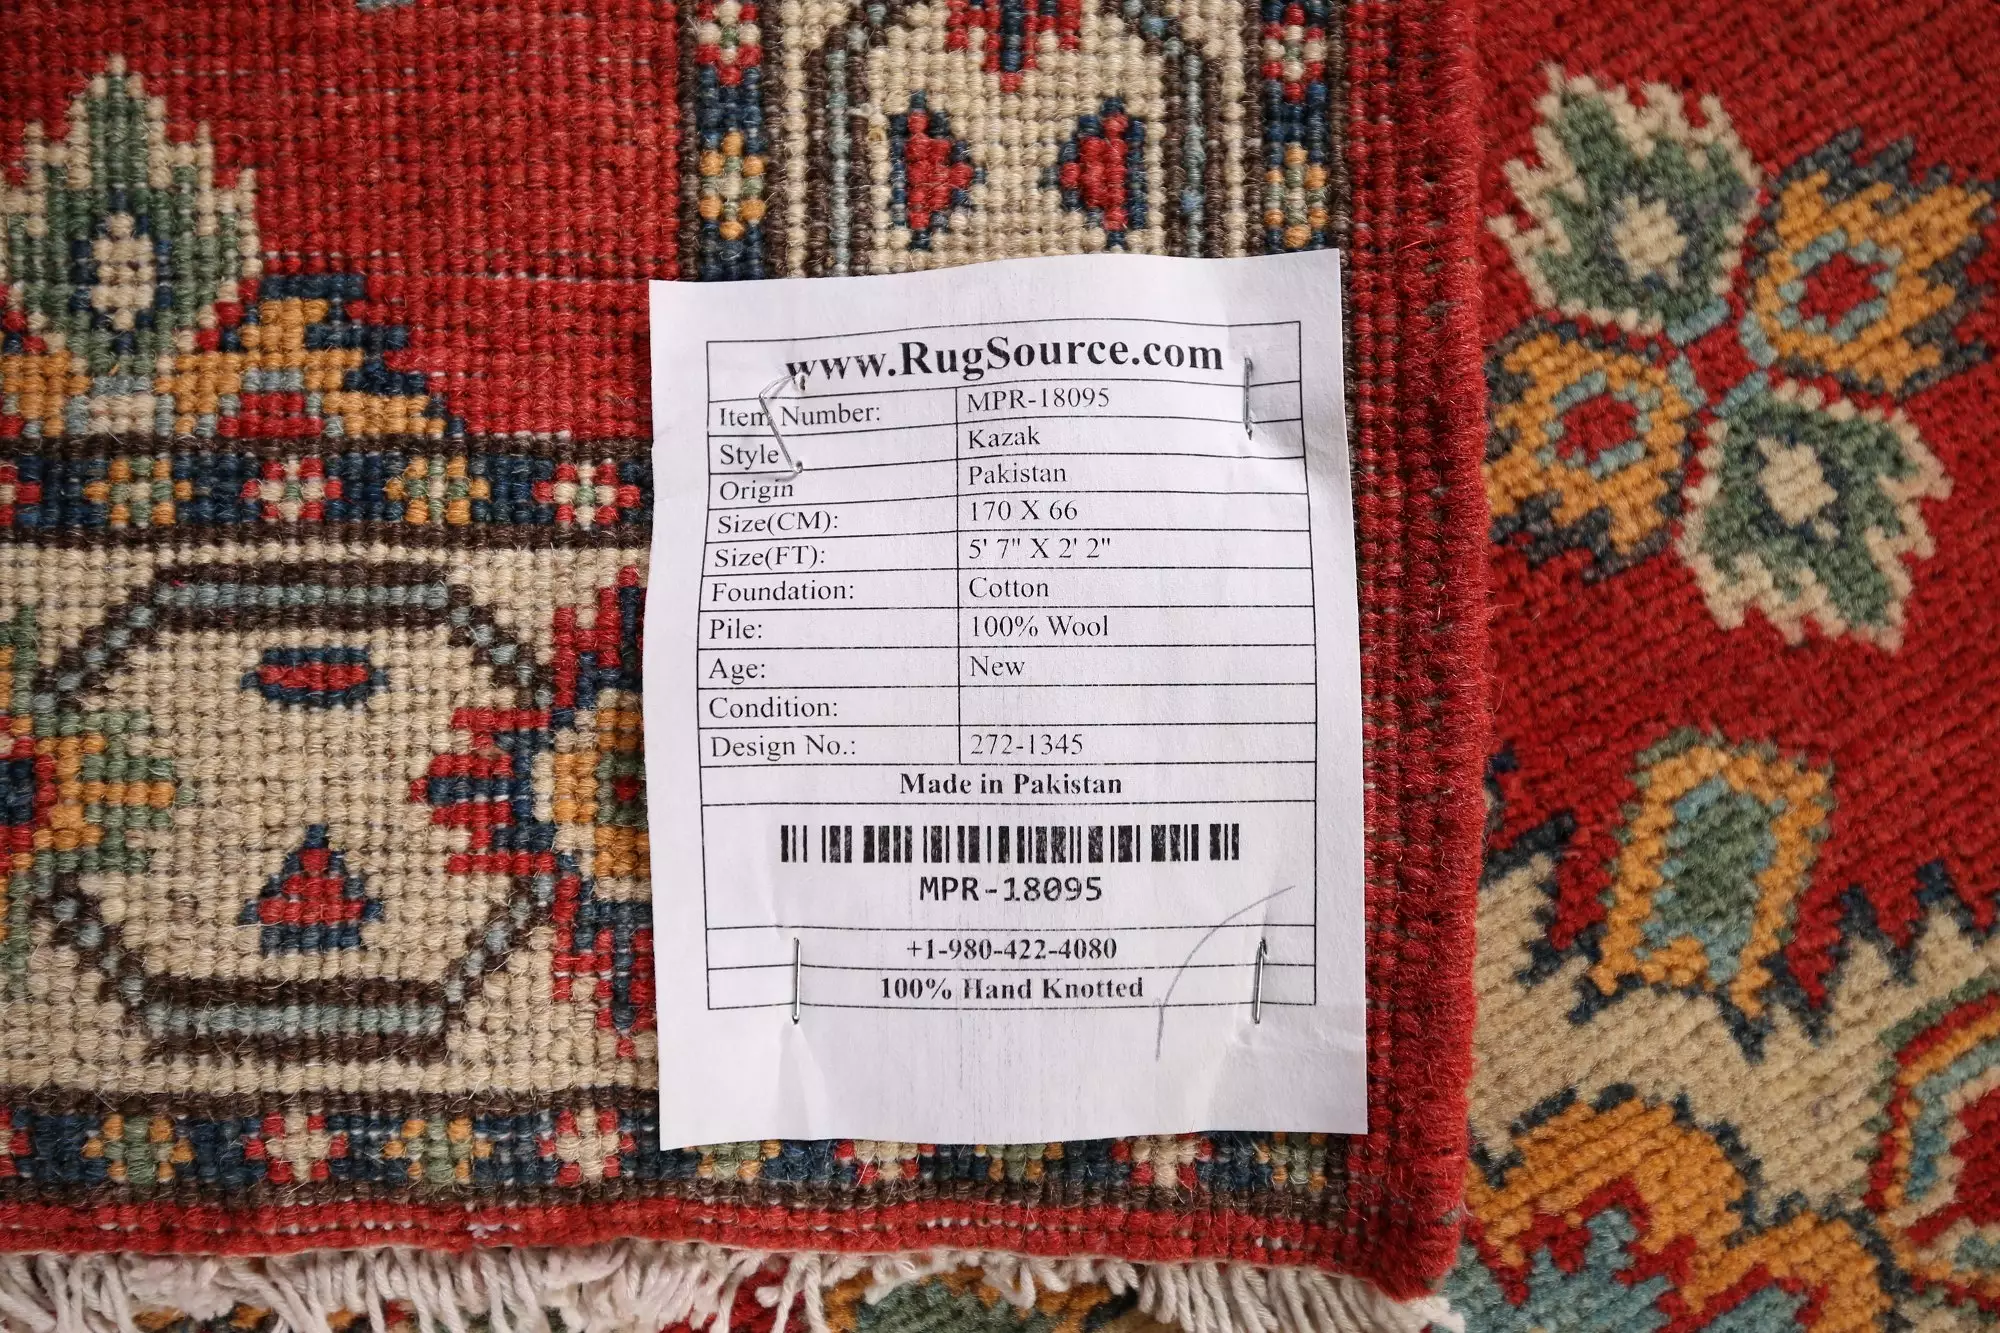 www.RugSource.com
Item Number: MPR-18095
Style Kazak
Origin Pakistan
Size(CM): 170 X 66
Size(FT): 5' 7" X 2' 2"
Foundation: Cotton
Pile: 100% Wool
Age: New
Condition:
Design No.: 272-1345
Made in Pakistan
MPR-18095
+1-980-422-4080
100% Hand Knotted